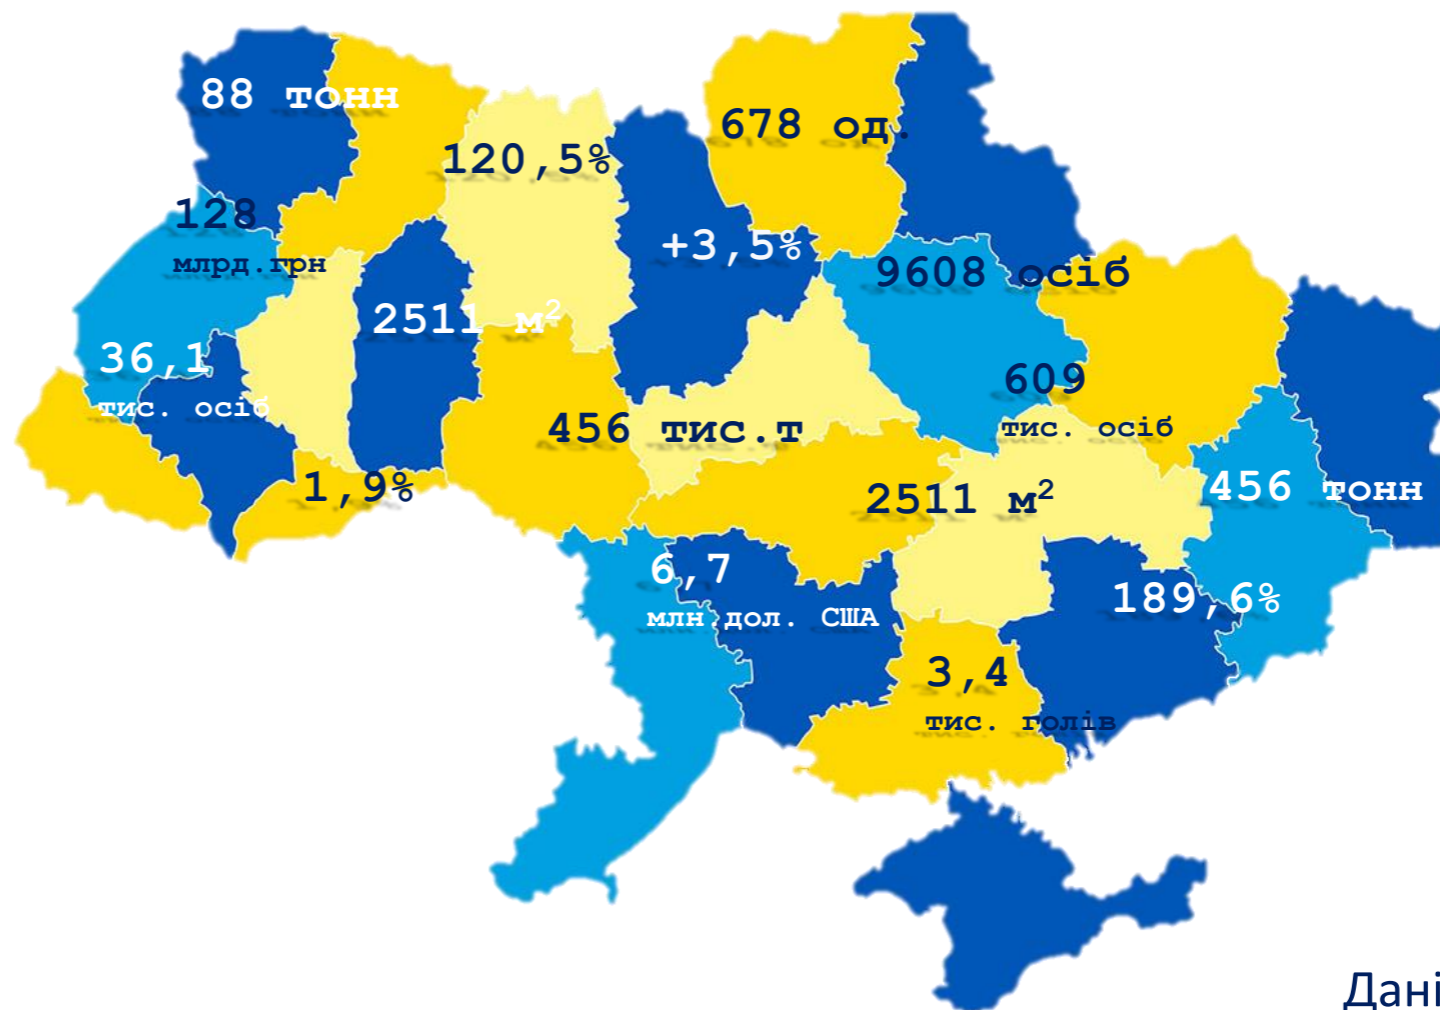 88 тонн
678 од.
120,5%
128
млрд.грн
+3,5%
9608 осіб
2511 м²
36,1
тис. осіб
609
тис. осіб
456 тис.т
1,9%
2511 м²
456 тонн
6,7
млн.дол. США
189,6%
3,4
тис. голів
Дані